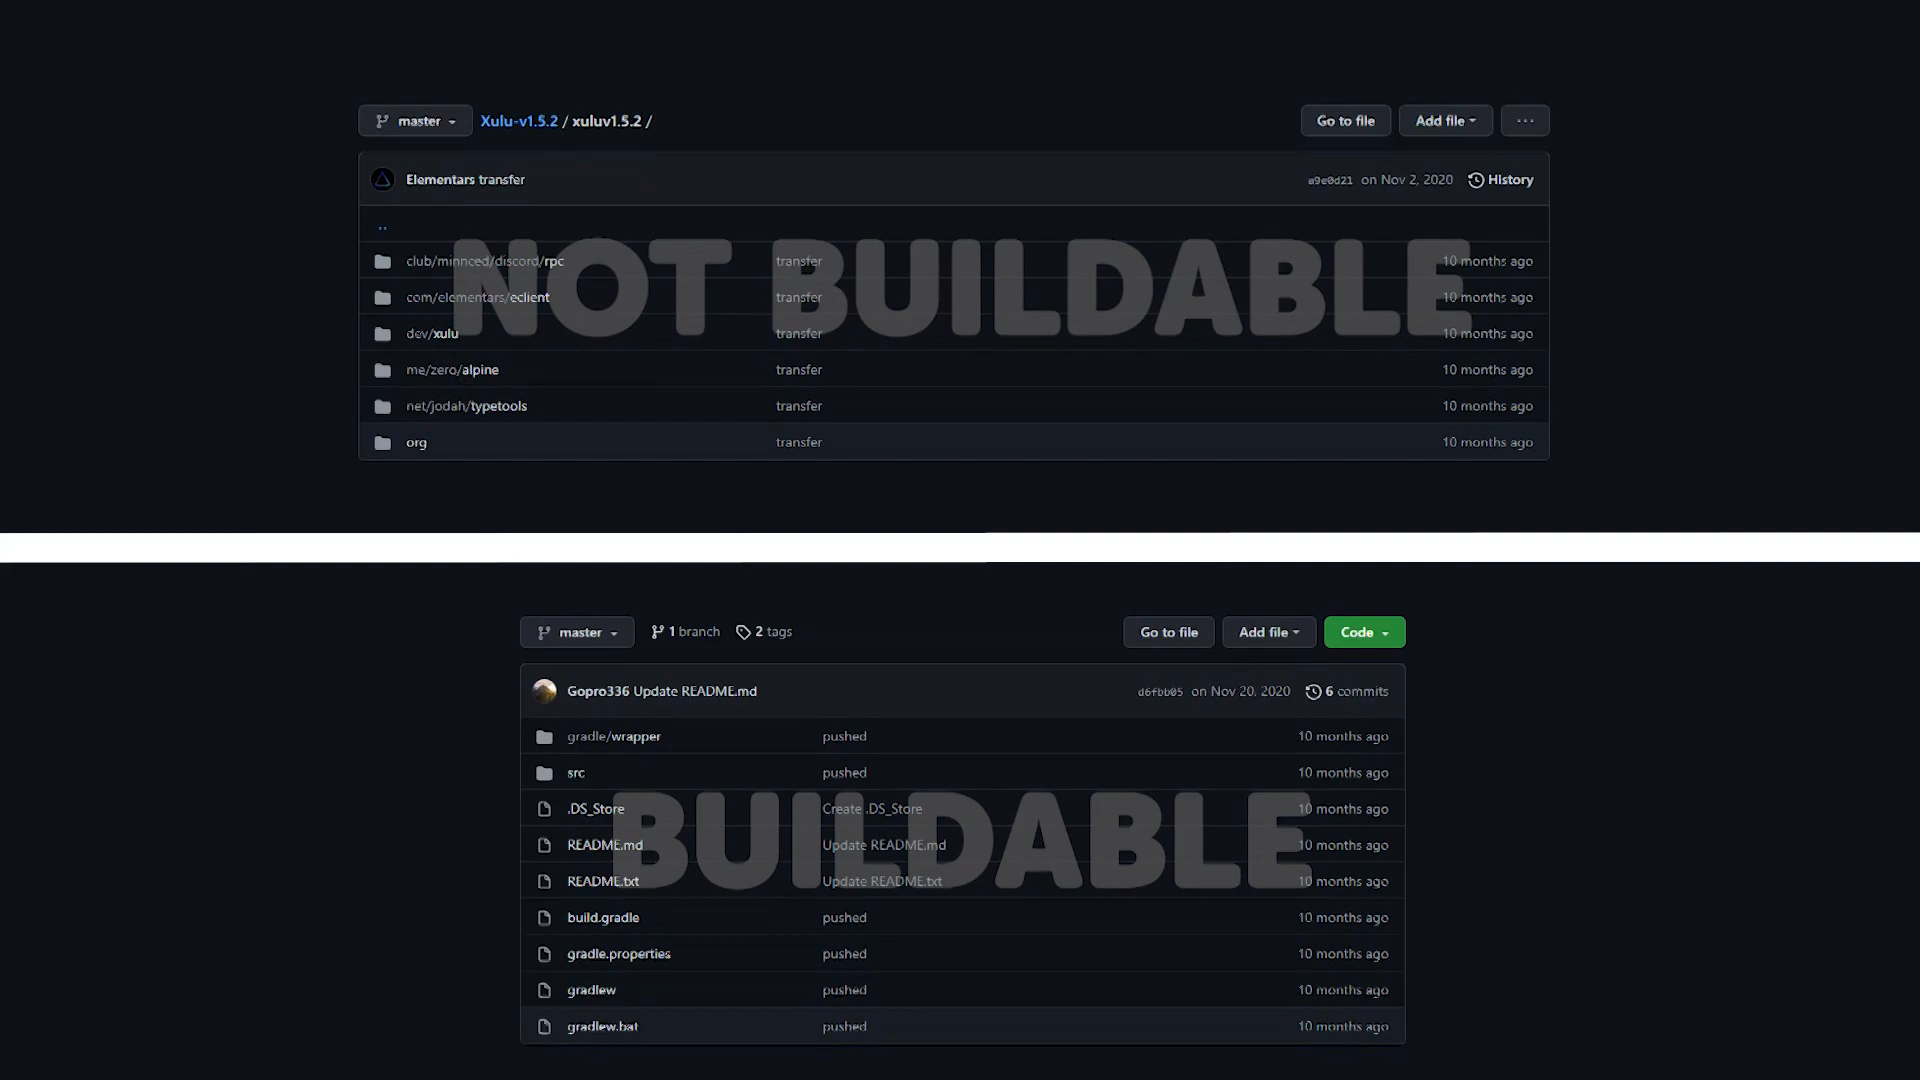 master Xulu-v1.5.2 / xuluv1.5.2 / Go to file Add file ...
Elementars transfer a9e0d21 on Nov 2, 2020 History
..
club/minnced/discord/rpc transfer 10 months ago
com/elementars/eclient transfer 10 months ago
NOT BUILDABLE
dev/xulu transfer 10 months ago
me/zero/alpine transfer 10 months ago
net/jodah/typetools transfer 10 months ago
org transfer 10 months ago
master 1 branch 2 tags Go to file Add file Code
Gopro336 Update README.md d6fbb05 on Nov 20, 2020 6 commits
gradle/wrapper pushed 10 months ago
src pushed 10 months ago
.DS_Store Create .DS_Store 10 months ago
BUILDABLE
README.md Update README.md 10 months ago
README.txt Update README.txt 10 months ago
build.gradle pushed 10 months ago
gradle.properties pushed 10 months ago
gradlew pushed 10 months ago
gradlew.bat pushed 10 months ago